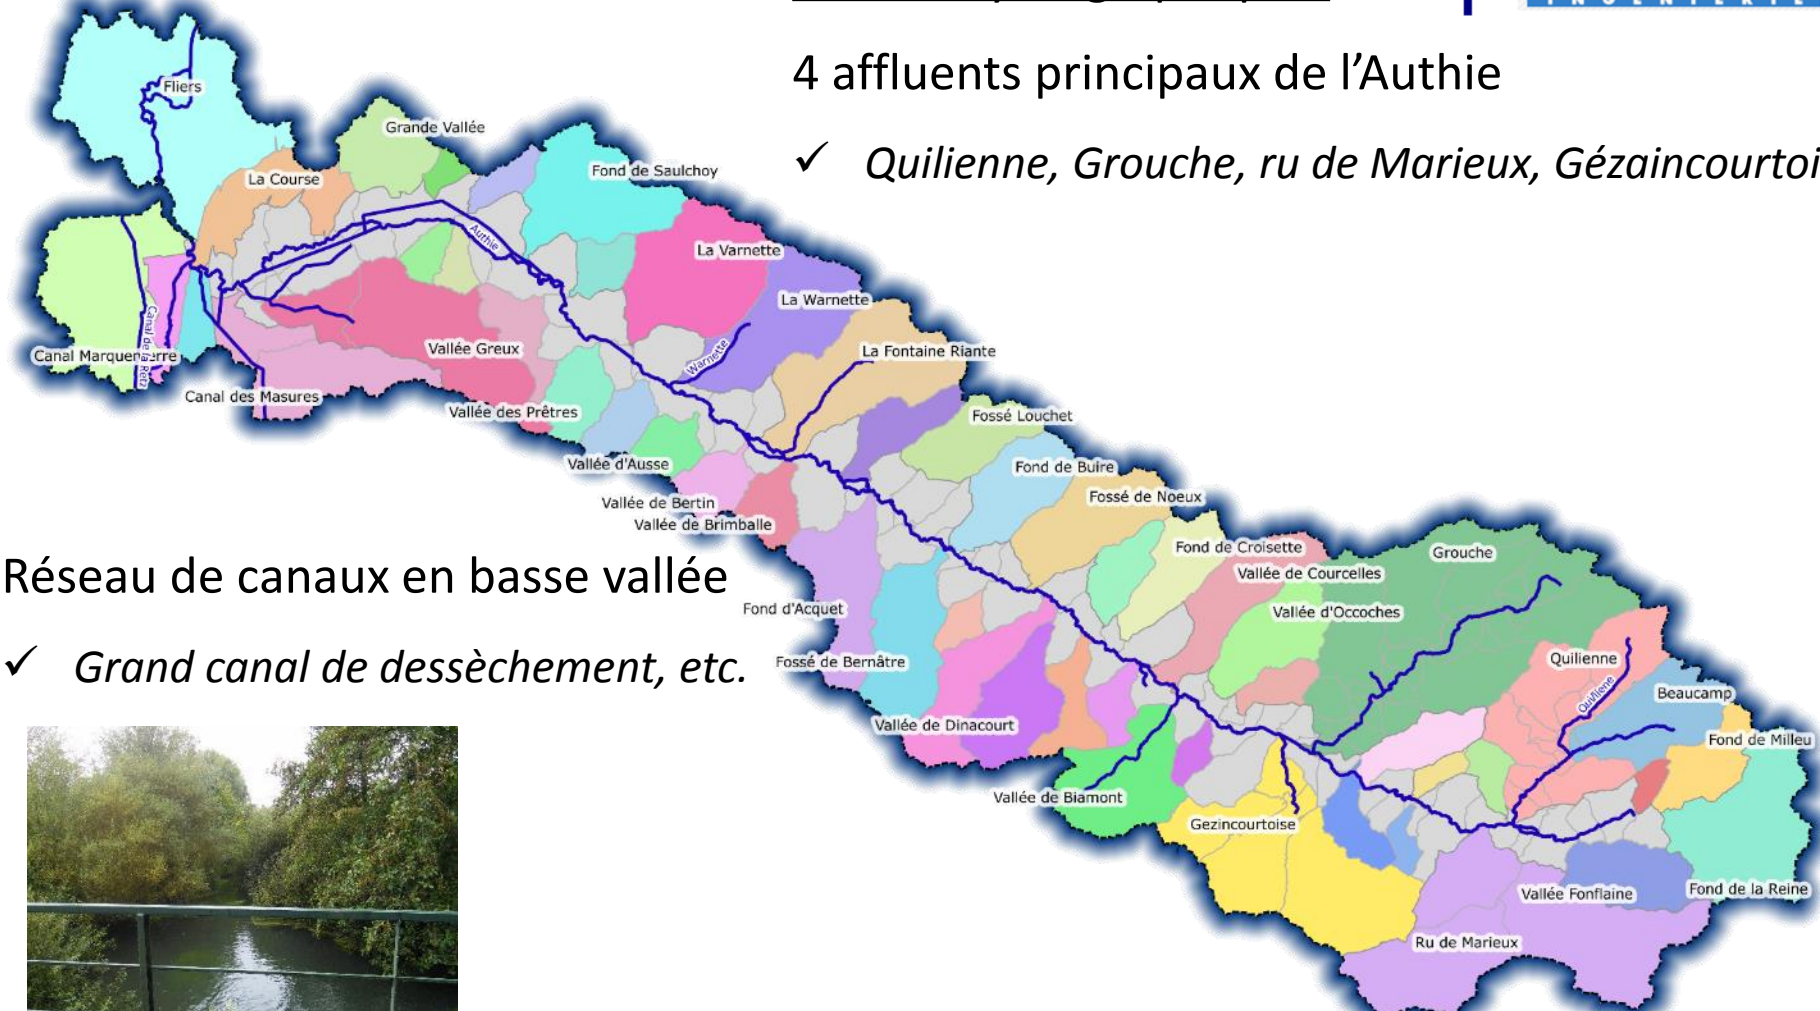 INGENIERIE
4 affluents principaux de l'Authie
✓ Quilienne, Grouche, ru de Marieux, Gézaincourtoi
Fliers
Grande Vallée
La Course
Fond de Saulchoy
Authie
La Varnette
La Warnette
Canal de la Retz
Canal Marquenterre
Vallée Greux
Warnette
La Fontaine Riante
Canal des Masures
Vallée des Prêtres
Fossé Louchet
Vallée d'Ausse
Fond de Buire
Vallée de Bertin
Fossé de Noeux
Vallée de Brimballe
Fond de Croisette
Grouche
Vallée de Courcelles
Réseau de canaux en basse vallée
Fond d'Acquet
Vallée d'Occoches
✓ Grand canal de dessèchement, etc.
Fossé de Bernâtre
Quilienne
Quilliene
Beaucamp
Vallée de Dinacourt
Fond de Milleu
Vallée de Biamont
Gezincourtoise
Vallée Fonflaine
Fond de la Reine
Ru de Marieux